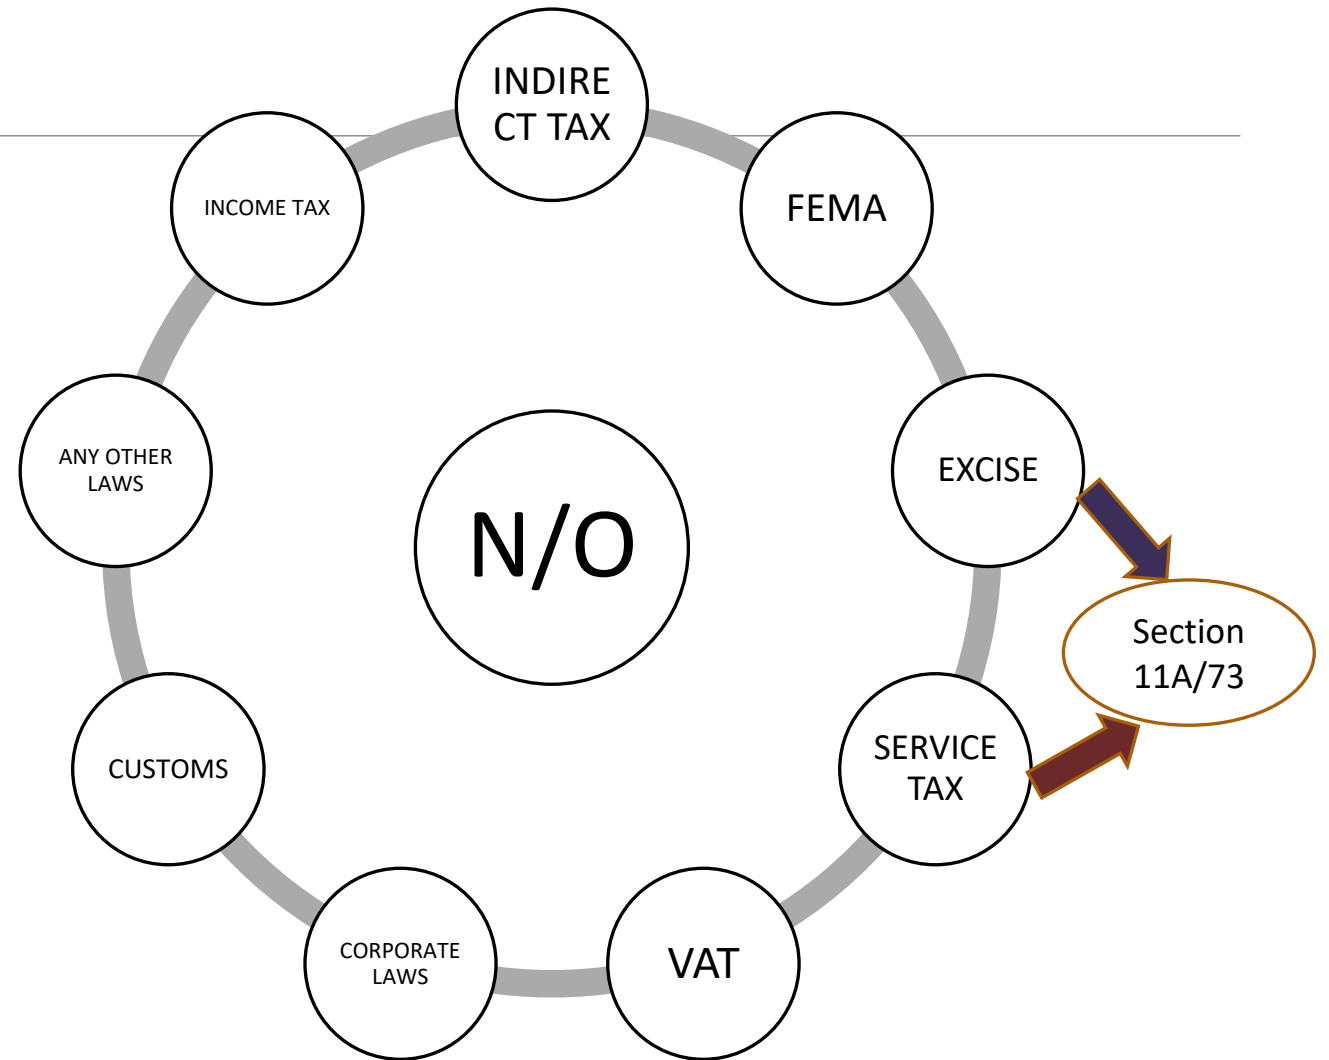 INDIRE
CT TAX
FEMA
EXCISE
Section
11A/73
SERVICE
TAX
VAT
CORPORATE
LAWS
CUSTOMS
ANY OTHER
LAWS
INCOME TAX
N/O